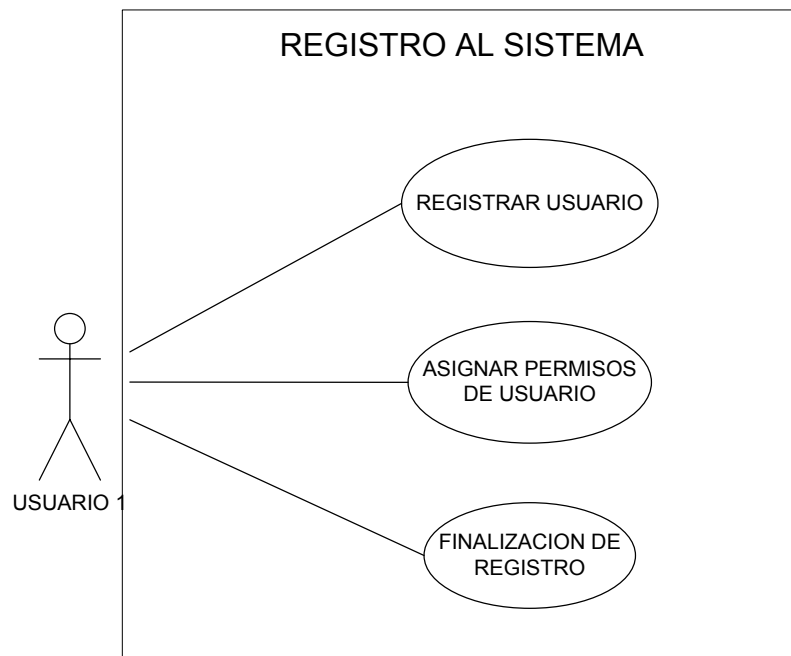 REGISTRO AL SISTEMA
REGISTRAR USUARIO
ASIGNAR PERMISOS
DE USUARIO
USUARIO 1
FINALIZACION DE
REGISTRO